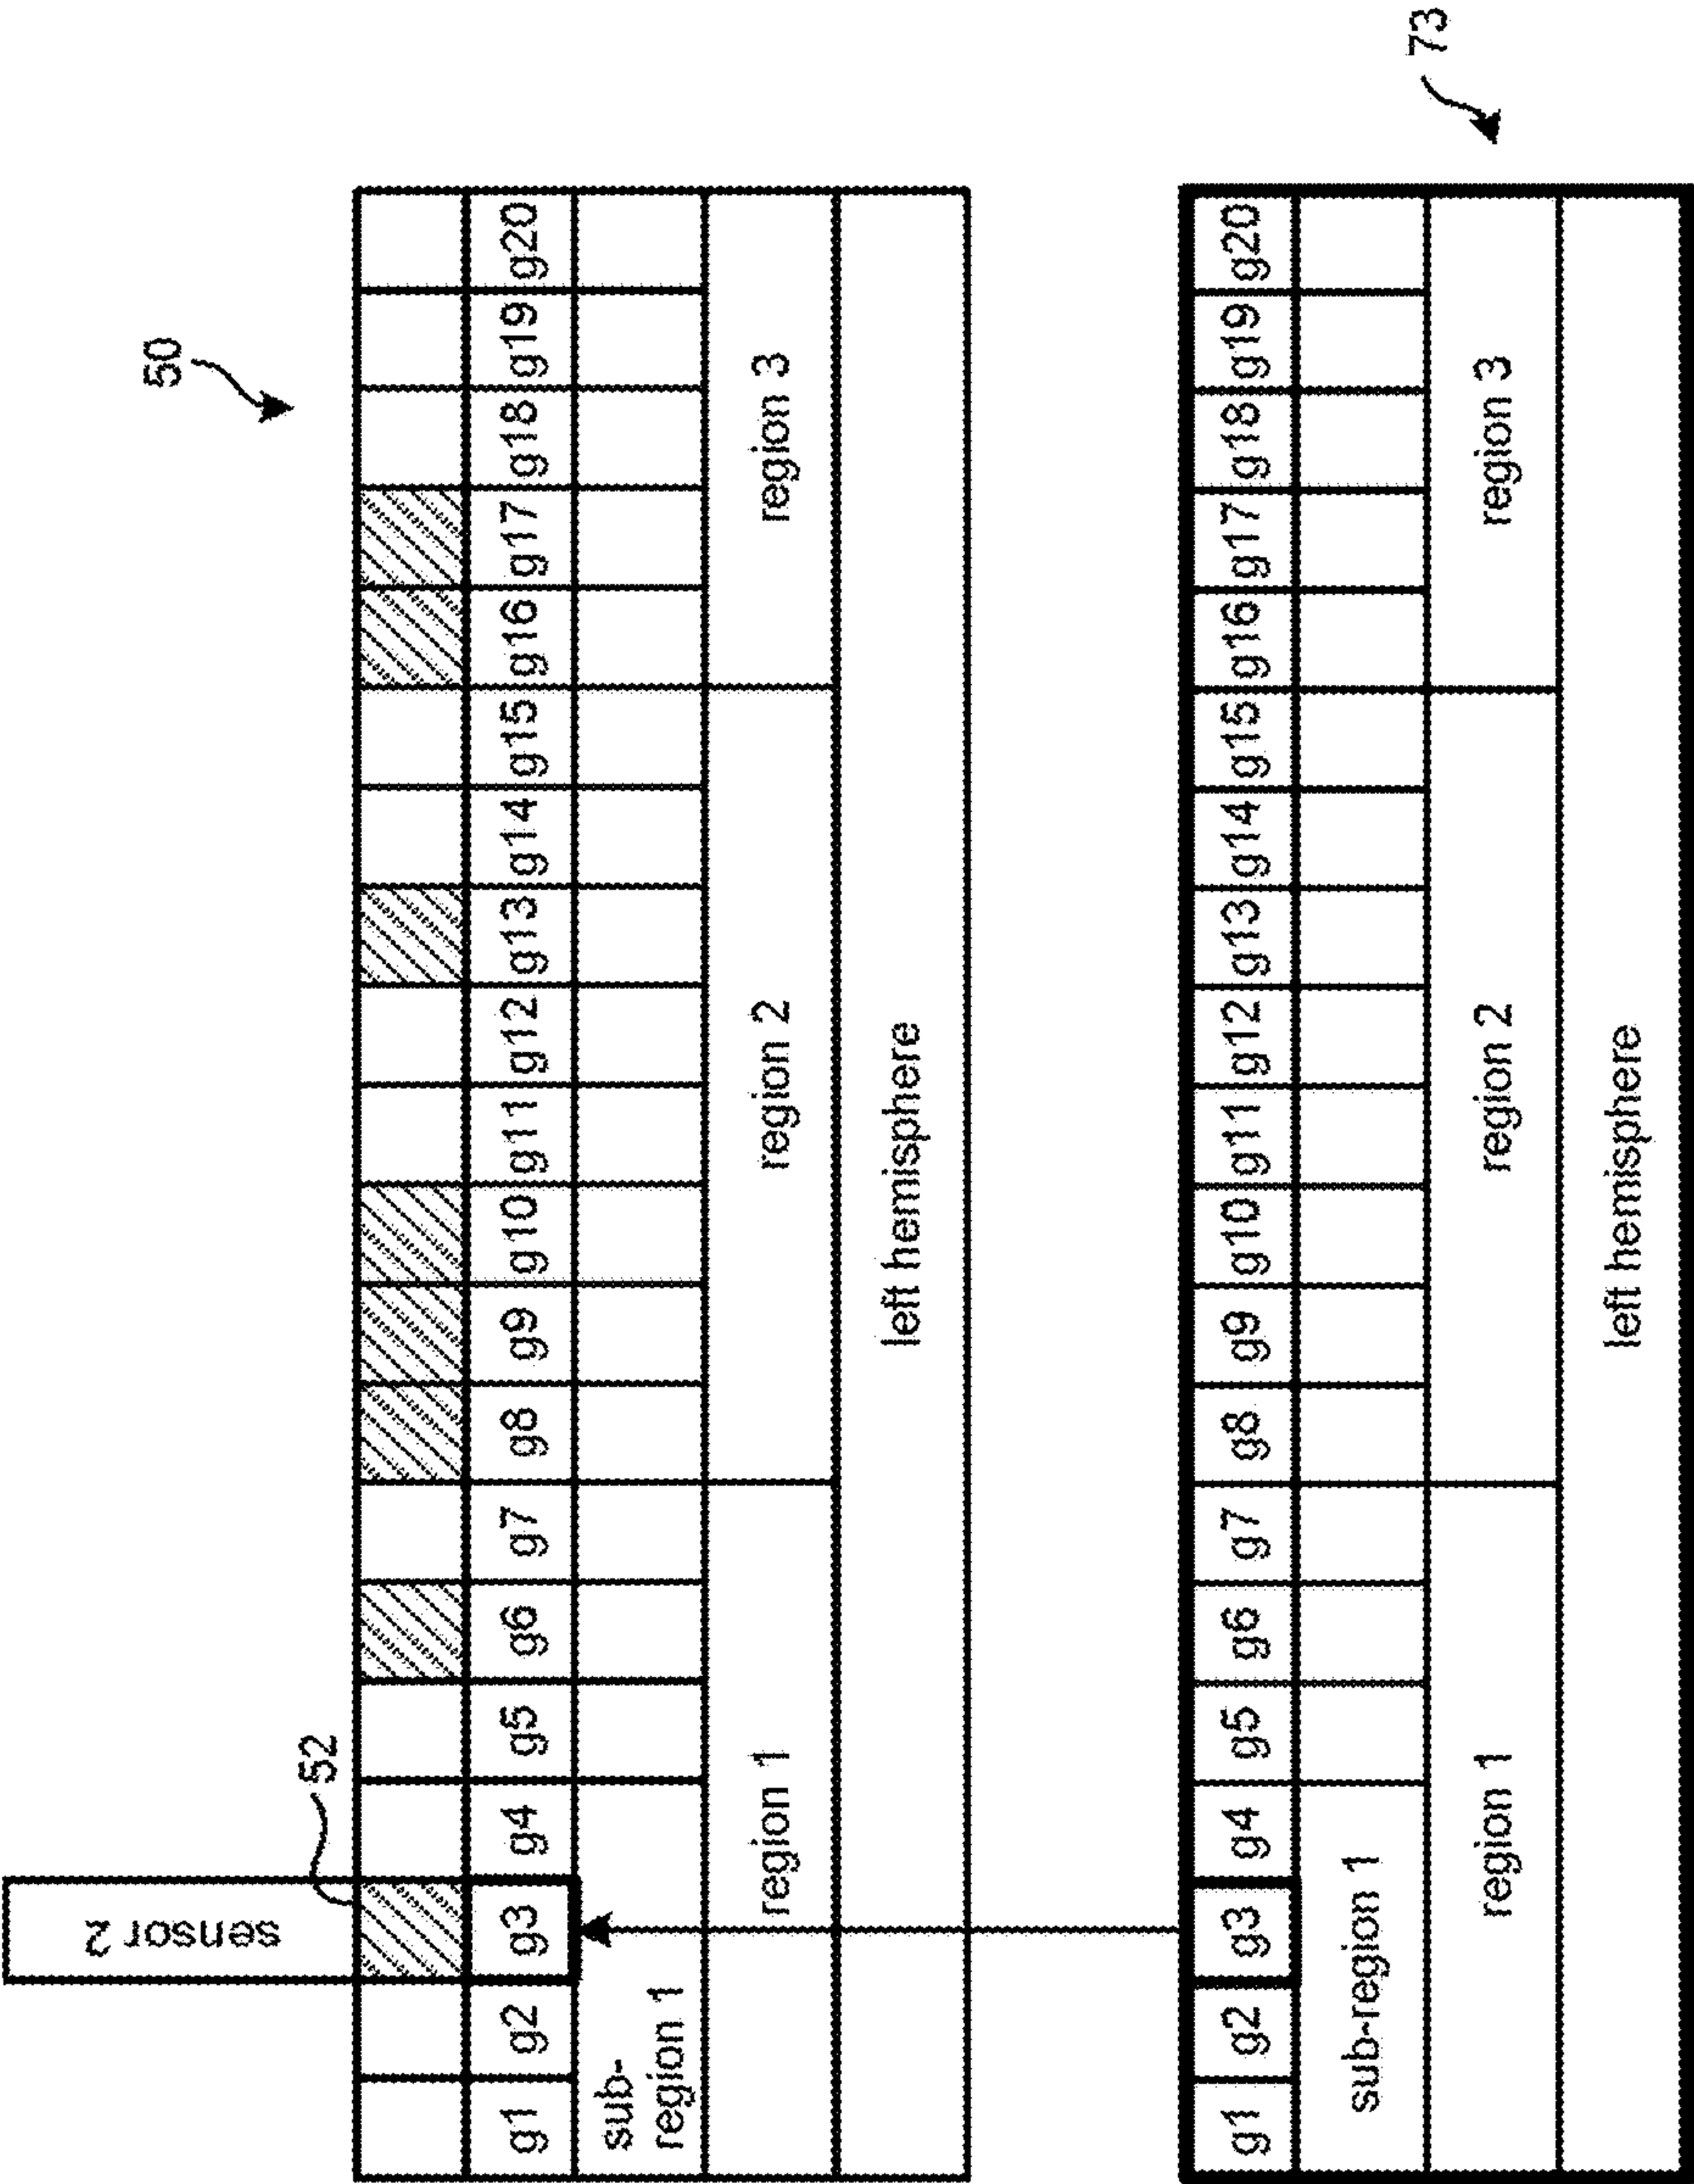 50
sensor 2
52
g1 g2 g3 g4 g5 g6 g7 g8 g9 g10 g11 g12 g13 g14 g15 g16 g17 g18 g19 g20
sub-
region 1
region 1 region 2 region 3
left hemisphere
73
g1 g2 g3 g4 g5 g6 g7 g8 g9 g10 g11 g12 g13 g14 g15 g16 g17 g18 g19 g20
sub-region 1
region 1 region 2 region 3
left hemisphere